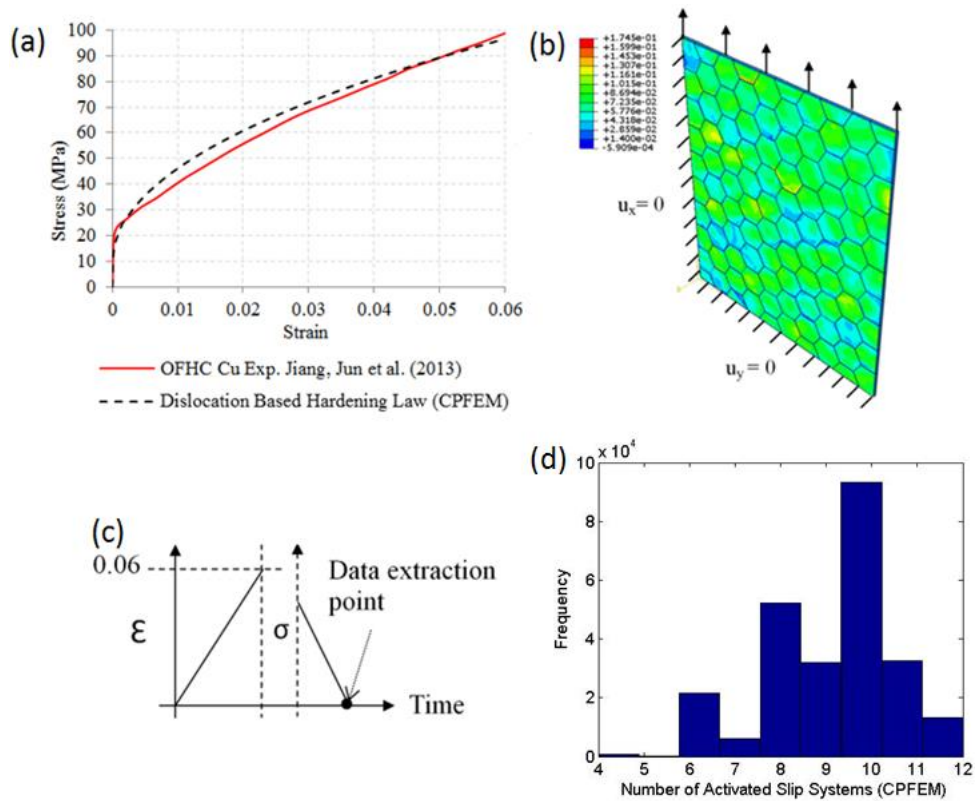 (a)
100
90
80
70
60
50
40
30
20
10
0
Stress (MPa)
0 0.01 0.02 0.03 0.04 0.05 0.06
Strain
OFHC Cu Exp. Jiang, Jun et al. (2013)
Dislocation Based Hardening Law (CPFEM)
(b)
+1.745e-01
+1.599e-01
+1.453e-01
+1.307e-01
+1.161e-01
+1.015e-01
+8.694e-02
+7.235e-02
+5.776e-02
+4.318e-02
+2.859e-02
+1.400e-02
-5.909e-04
ux= 0
uy= 0
(c)
0.06
ε
σ
Data extraction
point
Time
(d)
10 × 10⁴
8
6
4
2
0
Frequency
4 5 6 7 8 9 10 11 12
Number of Activated Slip Systems (CPFEM)